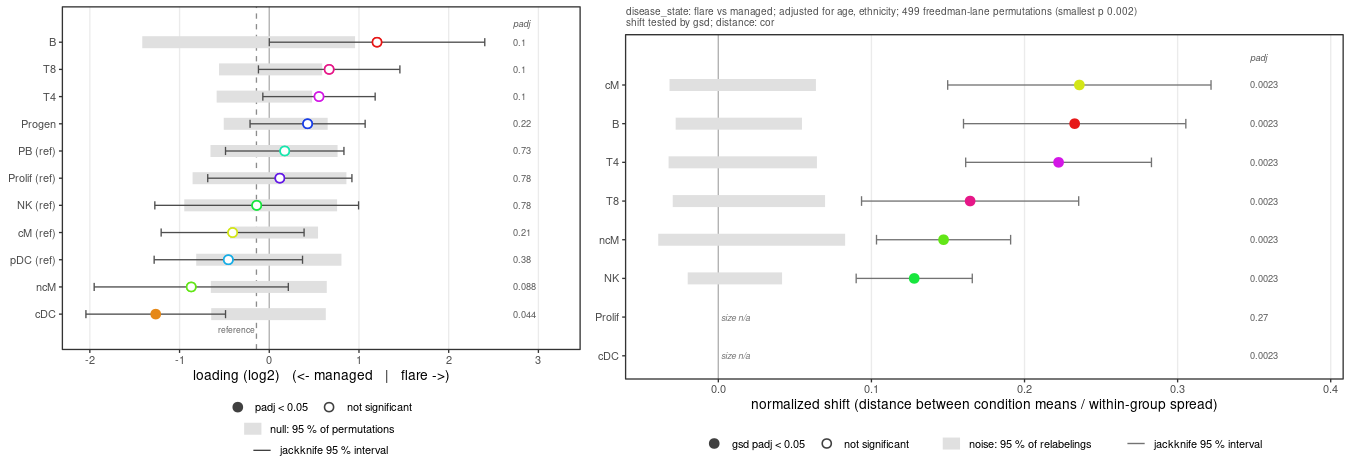 padj
B 0.1
T8 0.1
T4 0.1
Progen 0.22
PB (ref) 0.73
Prolif (ref) 0.78
NK (ref) 0.78
cM (ref) 0.21
pDC (ref) 0.38
ncM 0.088
cDC 0.044
reference
-2 -1 0 1 2 3
loading (log2) (<- managed | flare ->)
padj < 0.05 not significant
null: 95 % of permutations
jackknife 95 % interval
disease_state: flare vs managed; adjusted for age, ethnicity; 499 freedman-lane permutations (smallest p 0.002)
shift tested by gsd; distance: cor
padj
cM 0.0023
B 0.0023
T4 0.0023
T8 0.0023
ncM 0.0023
NK 0.0023
Prolif size n/a 0.27
cDC size n/a 0.0023
0.0 0.1 0.2 0.3 0.4
normalized shift (distance between condition means / within-group spread)
gsd padj < 0.05 not significant noise: 95 % of relabelings jackknife 95 % interval